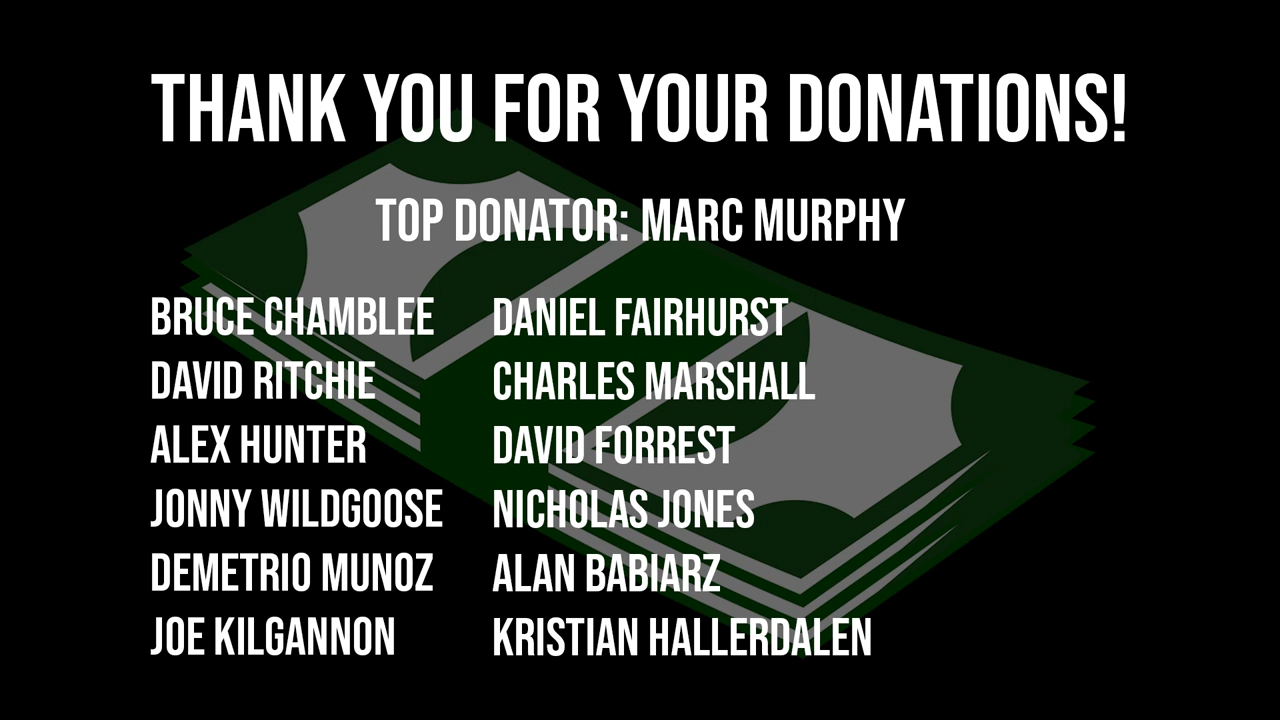 THANK YOU FOR YOUR DONATIONS!
TOP DONATOR: MARC MURPHY
BRUCE CHAMBLEE
DAVID RITCHIE
ALEX HUNTER
JONNY WILDGOOSE
DEMETRIO MUNOZ
JOE KILGANNON
DANIEL FAIRHURST
CHARLES MARSHALL
DAVID FORREST
NICHOLAS JONES
ALAN BABIARZ
KRISTIAN HALLERDALEN